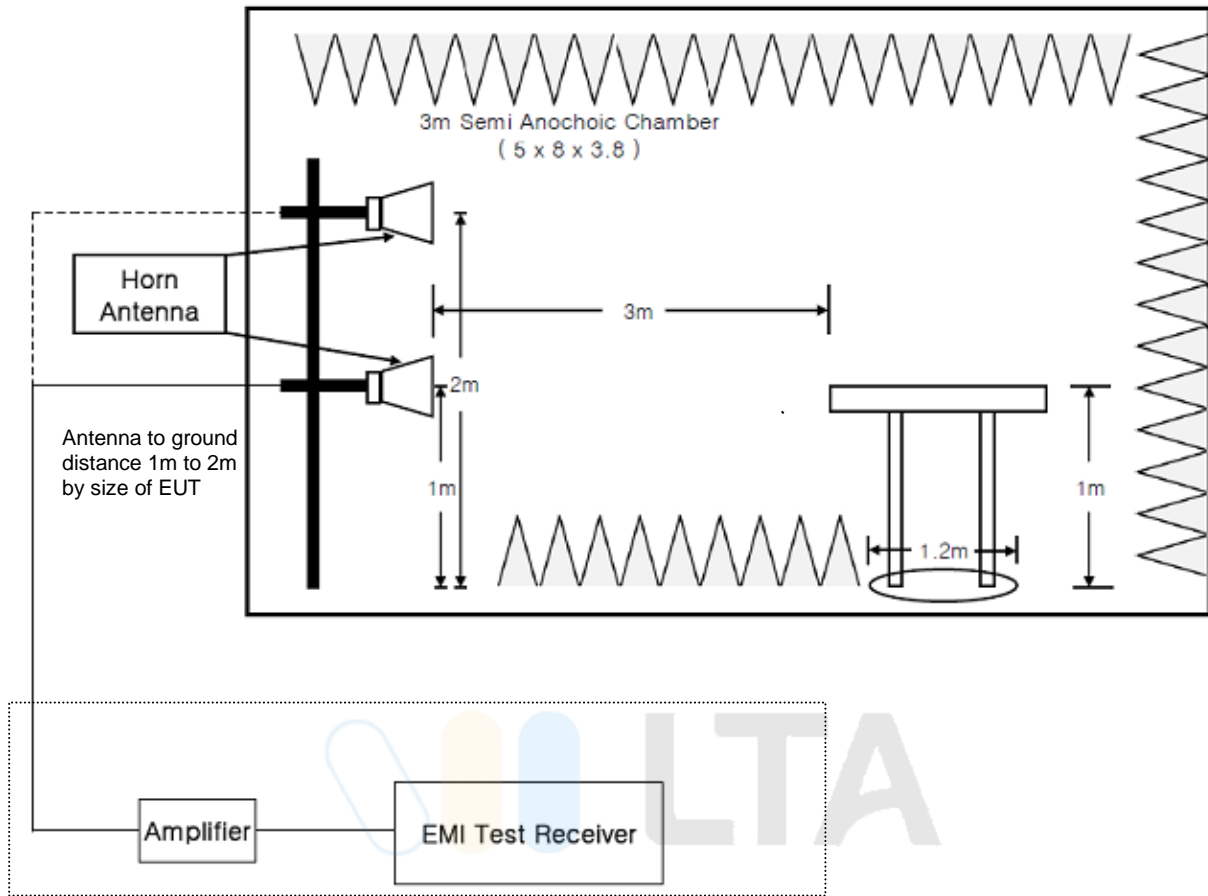 3m Semi Anochoic Chamber
( 5 x 8 x 3.8 )
Horn
Antenna
3m
2m
Antenna to ground
distance 1m to 2m
by size of EUT
1m
1m
1.2m
LTA
Amplifier
EMI Test Receiver